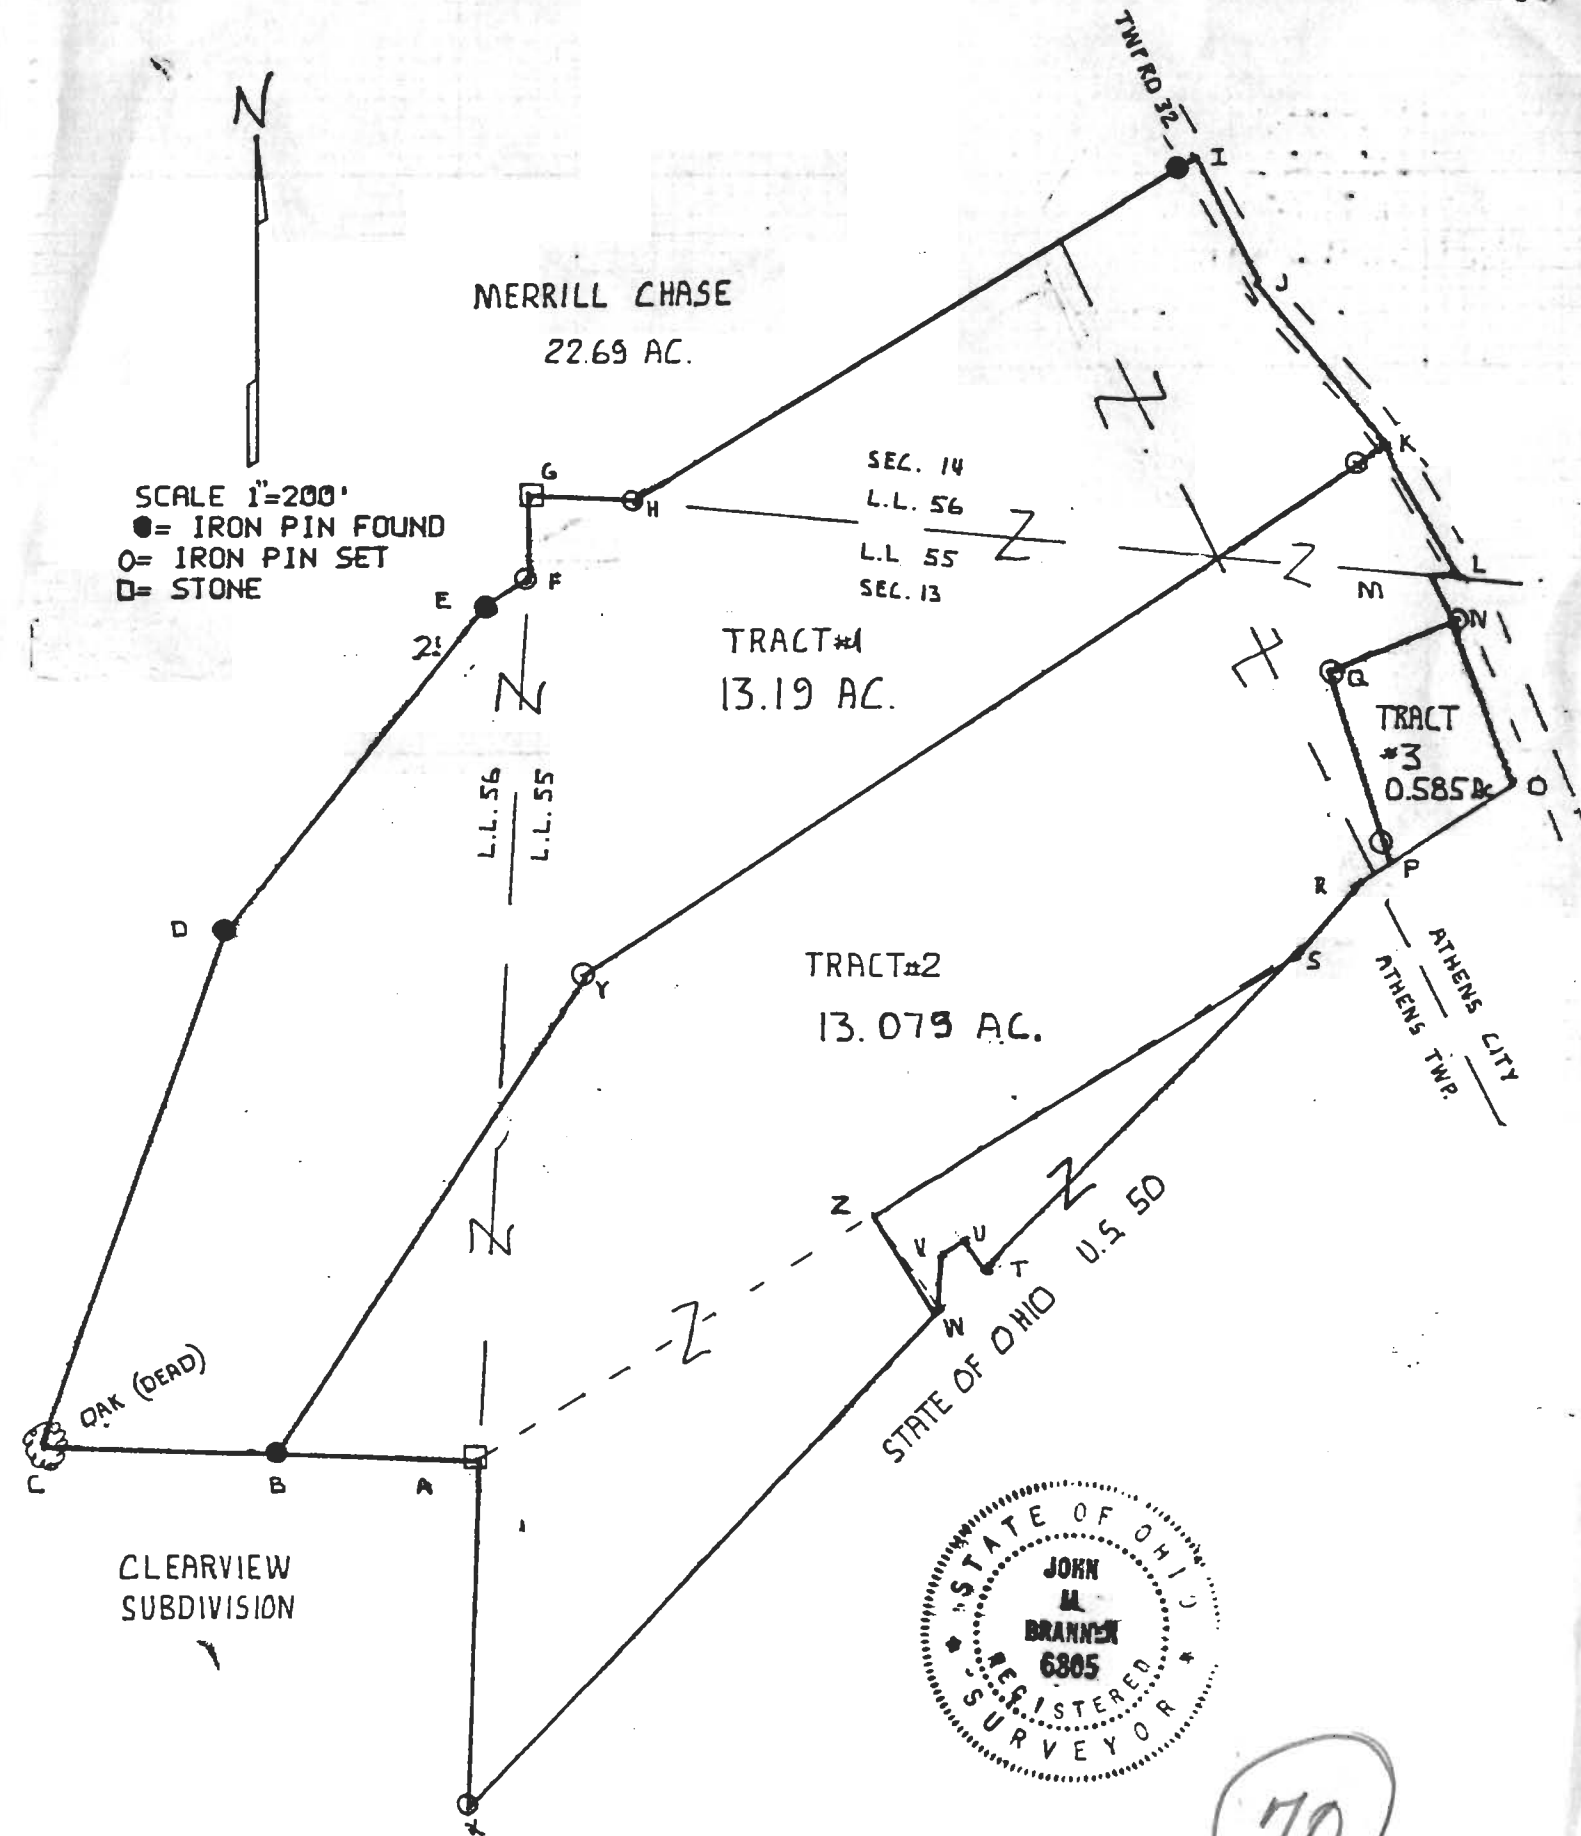 N
TWP RD 32
I
J
MERRILL CHASE
22.69 AC.
K
G
H
SEC. 14
L.L. 56
L.L 55
SEC. 13
SCALE 1"=200'
●= IRON PIN FOUND
O= IRON PIN SET
□= STONE
E
F
2'
L
M
N
TRACT #1
13.19 AC.
Q
TRACT
#3
0.585 Ac
O
P
R
L.L. 56
L.L. 55
D
Y
TRACT #2
13.079 A.C.
S
ATHENS CITY
ATHENS TWP.
Z
V
U
T
W
STATE OF OHIO U.S. 50
OAK (DEAD)
C
B
A
CLEARVIEW
SUBDIVISION
X
STATE OF OHIO
JOHN
M.
BRANNER
6805
REGISTERED
SURVEYOR
70